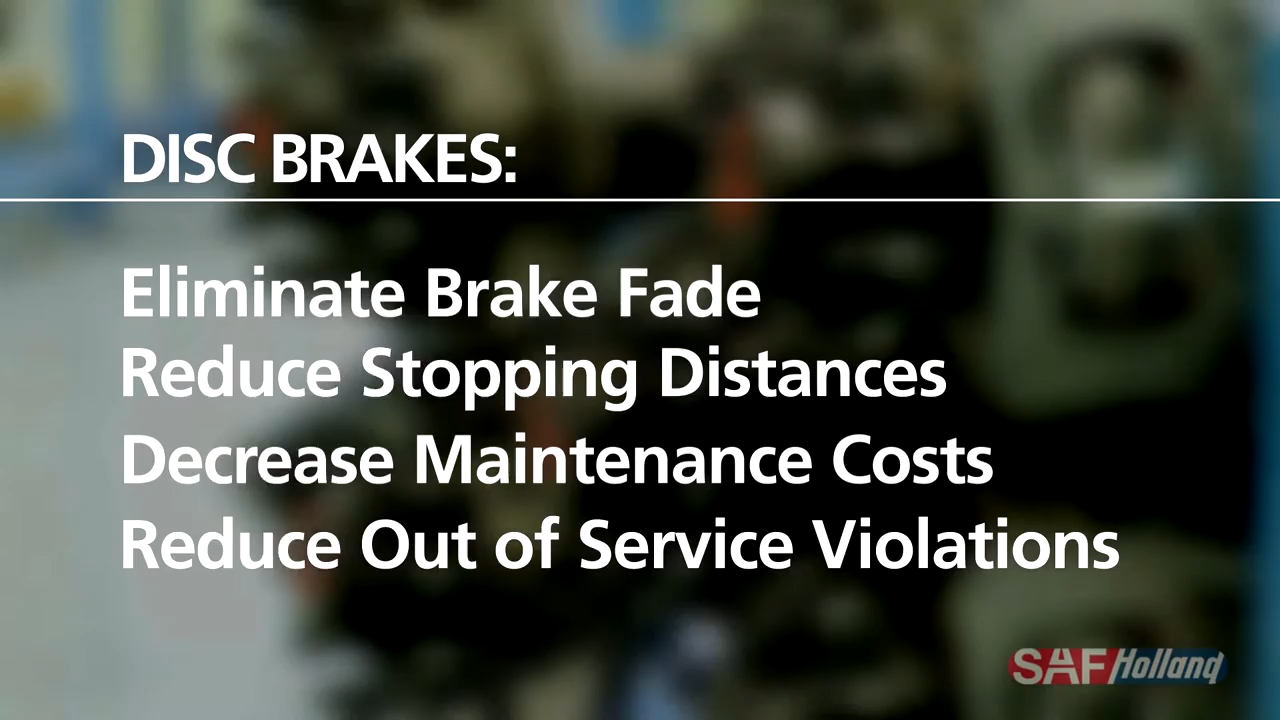 DISC BRAKES:
Eliminate Brake Fade
Reduce Stopping Distances
Decrease Maintenance Costs
Reduce Out of Service Violations
SAF Holland